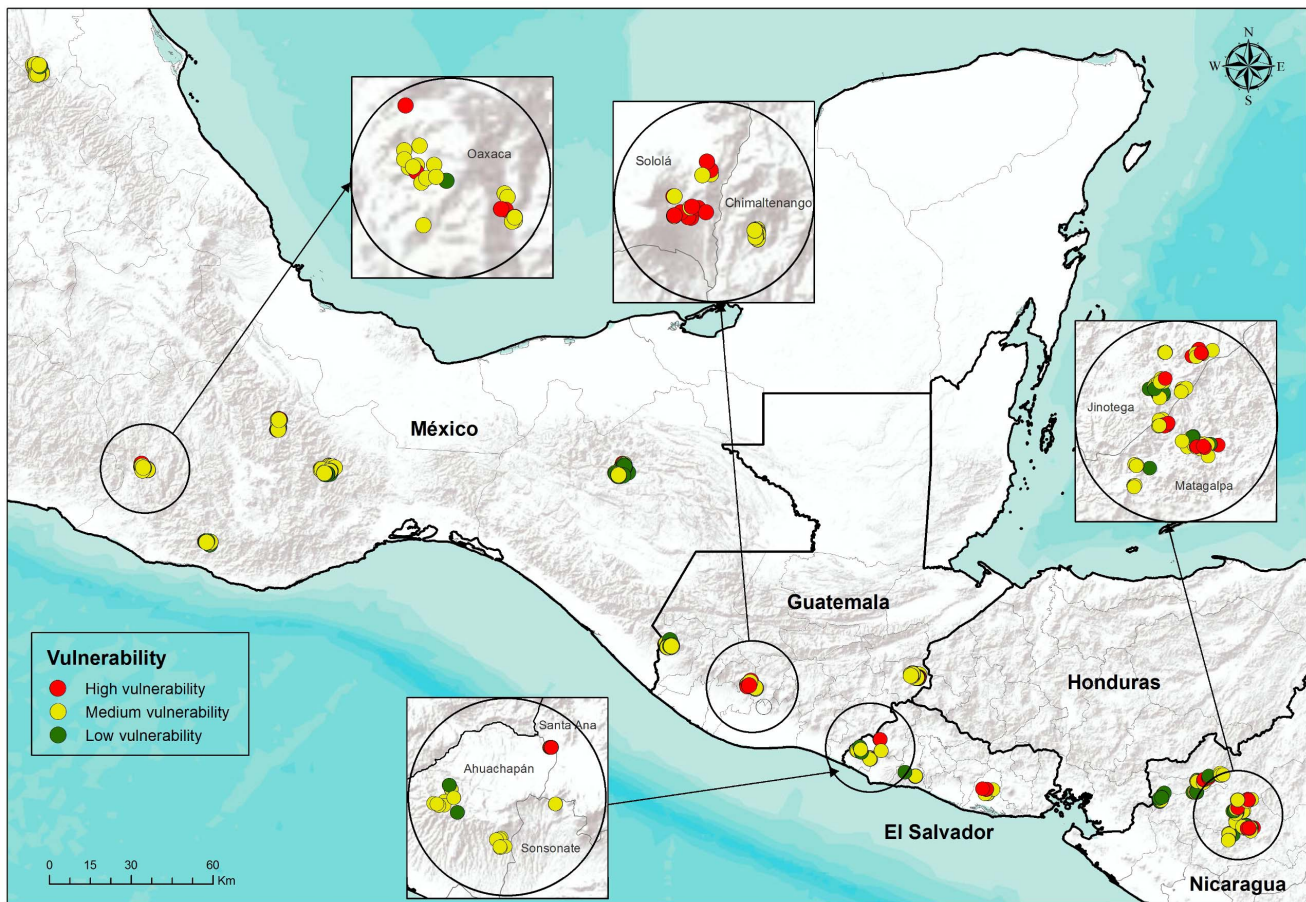 N
W E
S
Oaxaca
Sololá
Chimaltenango
Jinotega
Matagalpa
México
Guatemala
Honduras
El Salvador
Nicaragua
Santa Ana
Ahuachapán
Sonsonate
Vulnerability
High vulnerability
Medium vulnerability
Low vulnerability
0 15 30 60
Km